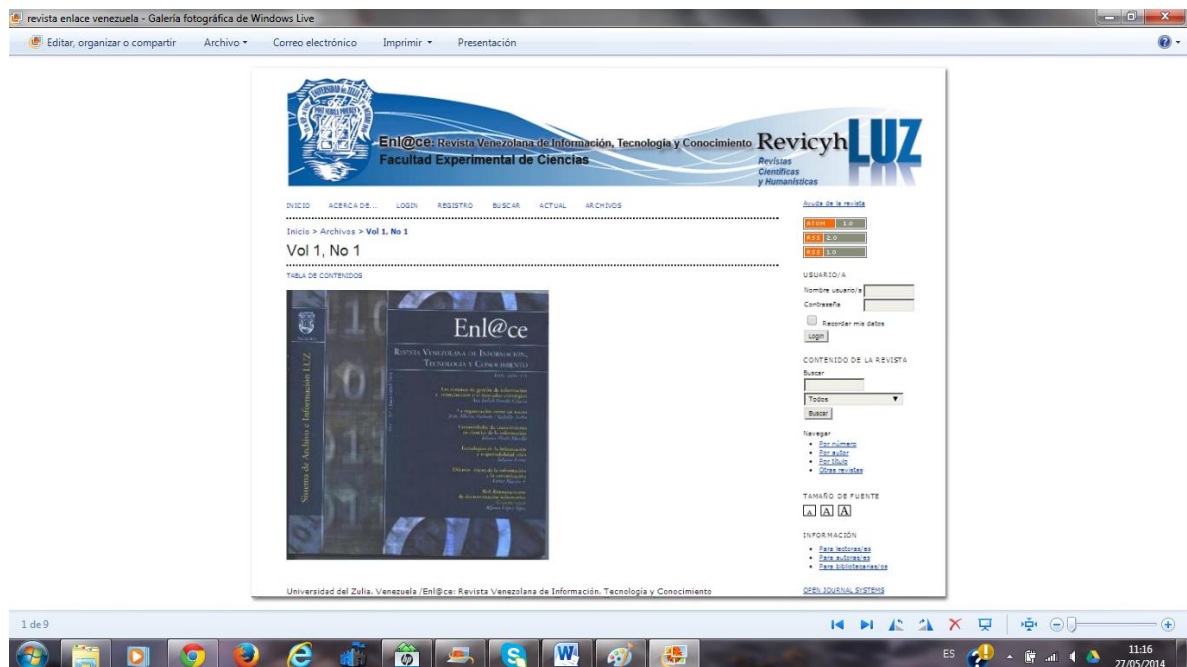 revista enlace venezuela - Galería fotográfica de Windows Live
Editar, organizar o compartir Archivo Correo electrónico Imprimir Presentación
Enl@ce: Revista Venezolana de Información, Tecnología y Conocimiento
Facultad Experimental de Ciencias
Revicyh LUZ
Revistas
Científicas
y Humanísticas
INICIO ACERCA DE... LOGIN REGISTRO BUSCAR ACTUAL ARCHIVOS
Inicio > Archivos > Vol 1, No 1
Vol 1, No 1
TABLA DE CONTENIDOS
Sistema de Archivo e Información LUZ
Enl@ce
Revista Venezolana de Información,
Tecnología y Conocimiento
Universidad del Zulia. Venezuela /Enl@ce: Revista Venezolana de Información. Tecnología y Conocimiento
Ayuda de la revista
ATOM 1.0
RSS 2.0
RSS 1.0
USUARIO/A
Nombre usuario/a
Contraseña
Recordar mis datos
Login
CONTENIDO DE LA REVISTA
Buscar
Todos
Buscar
Navegar
Por número
Por autor
Por título
Otras revistas
TAMAÑO DE FUENTE
A A A
INFORMACIÓN
Para lectoras/es
Para autoras/es
Para bibliotecarias/os
OPEN JOURNAL SYSTEMS
1 de 9
ES
11:16
27/05/2014